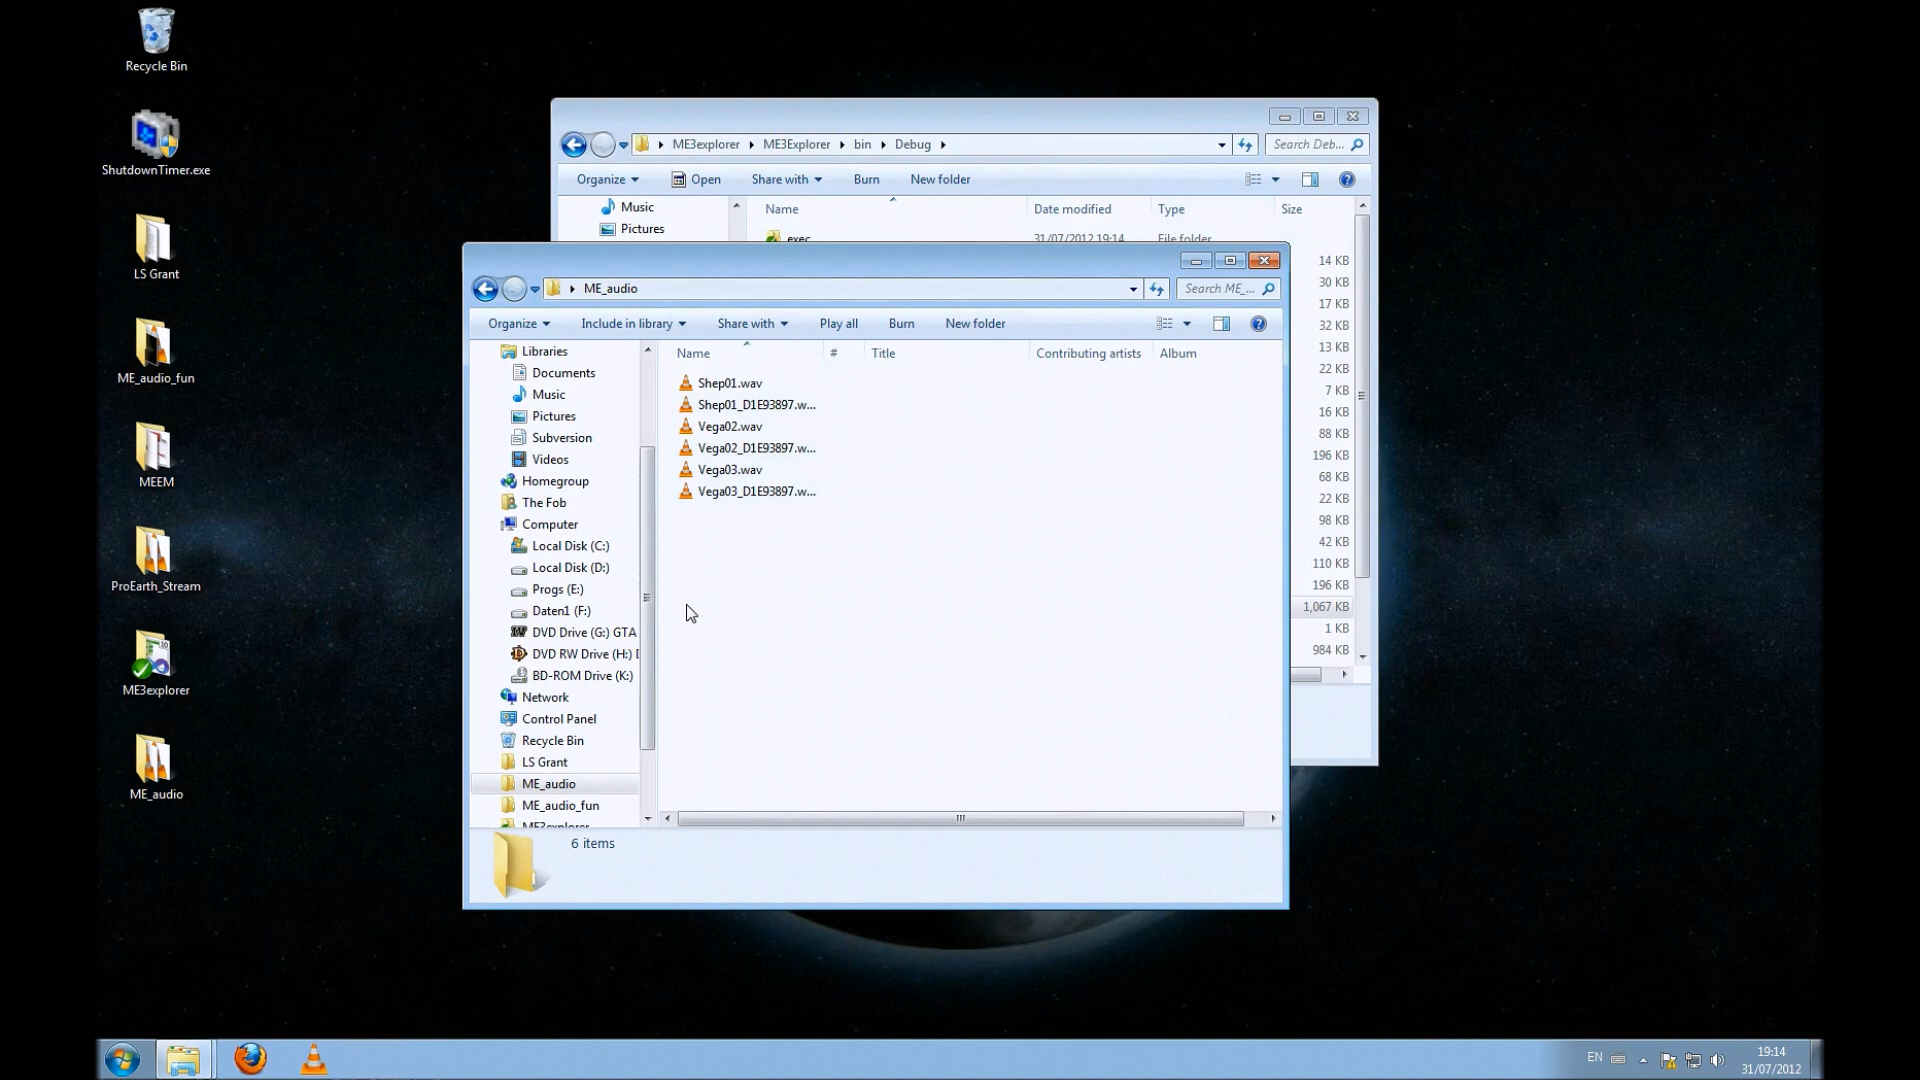 Recycle Bin
ShutdownTimer.exe
LS Grant
ME_audio_fun
MEEM
ProEarth_Stream
ME3explorer
ME_audio
ME3explorer ME3Explorer bin Debug
Search Deb...
Organize Open Share with Burn New folder
Music
Pictures
Name Date modified Type Size
exec 31/07/2012 19:14 File folder
14 KB
30 KB
17 KB
32 KB
13 KB
22 KB
7 KB
16 KB
88 KB
196 KB
68 KB
22 KB
98 KB
42 KB
110 KB
196 KB
1,067 KB
1 KB
984 KB
ME_audio
Search ME_...
Organize Include in library Share with Play all Burn New folder
Libraries
Documents
Music
Pictures
Subversion
Videos
Homegroup
The Fob
Computer
Local Disk (C:)
Local Disk (D:)
Progs (E:)
Daten1 (F:)
DVD Drive (G:) GTA
DVD RW Drive (H:)
BD-ROM Drive (K:)
Network
Control Panel
Recycle Bin
LS Grant
ME_audio
ME_audio_fun
ME3explorer
Name # Title Contributing artists Album
Shep01.wav
Shep01_D1E93897.w...
Vega02.wav
Vega02_D1E93897.w...
Vega03.wav
Vega03_D1E93897.w...
6 items
EN
19:14
31/07/2012